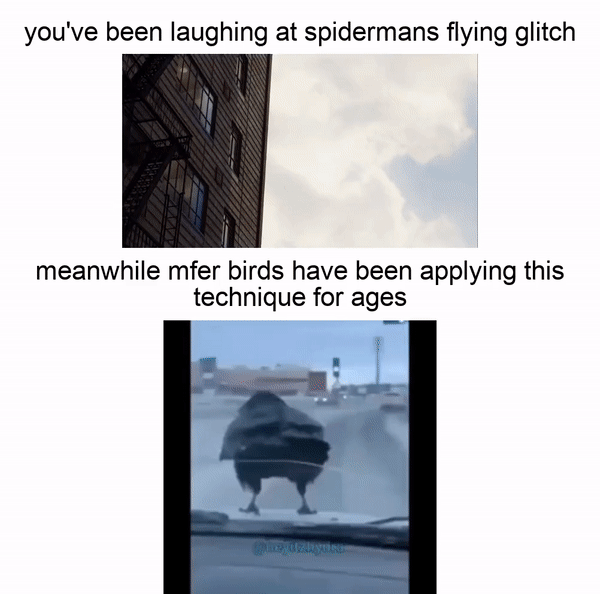 you've been laughing at spidermans flying glitch
meanwhile mfer birds have been applying this
technique for ages